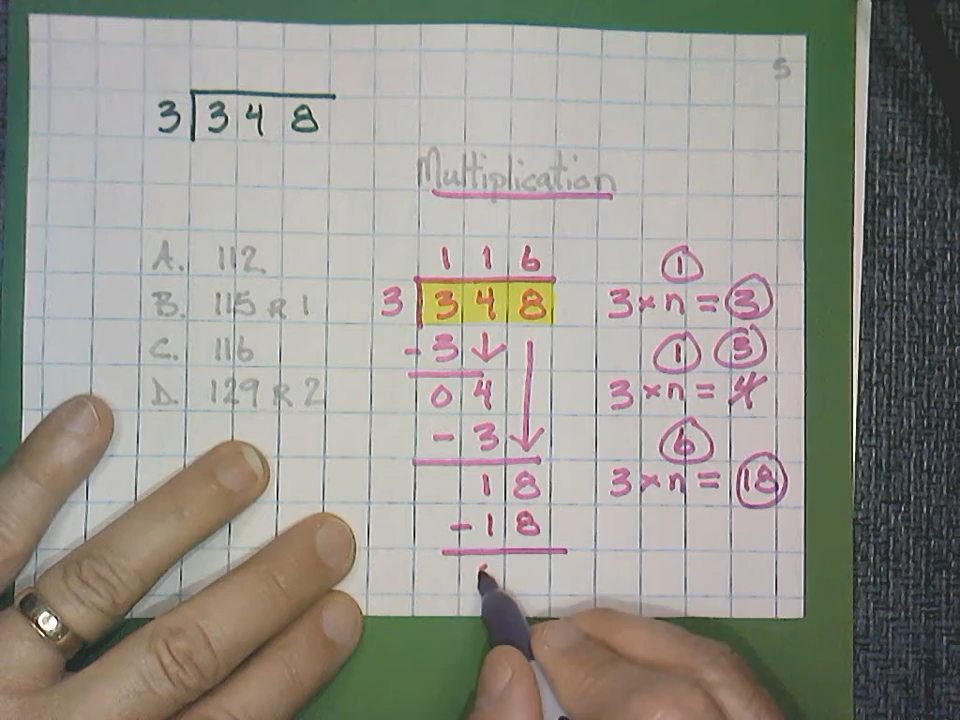 5
3 3 4 8
Multiplication
A. 112
B. 115 R 1
C. 116
D. 129 R 2
1 1 6
3 3 4 8
- 3
0 4
- 3
1 8
- 1 8
1
3 × n = 3
1 3
3 × n = 4
6
3 × n = 18